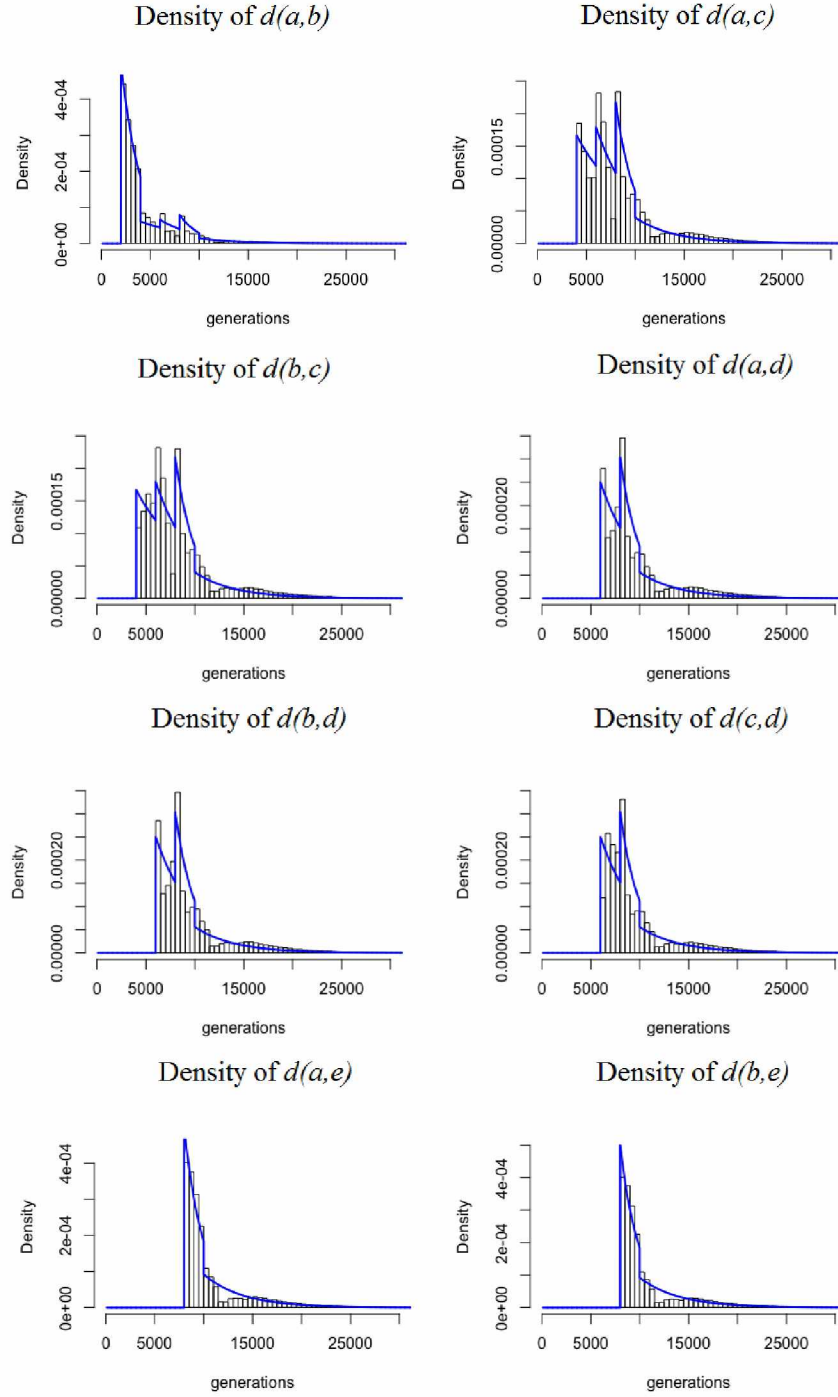 Density of d(a,b)
Density
0e+00 2e-04 4e-04
0 5000 15000 25000
generations
Density of d(a,c)
Density
0.00000 0.00015
0 5000 15000 25000
generations
Density of d(b,c)
Density
0.00000 0.00015
0 5000 15000 25000
generations
Density of d(a,d)
Density
0.00000 0.00020
0 5000 15000 25000
generations
Density of d(b,d)
Density
0.00000 0.00020
0 5000 15000 25000
generations
Density of d(c,d)
Density
0.00000 0.00020
0 5000 15000 25000
generations
Density of d(a,e)
Density
0e+00 2e-04 4e-04
0 5000 15000 25000
generations
Density of d(b,e)
Density
0e+00 2e-04 4e-04
0 5000 15000 25000
generations